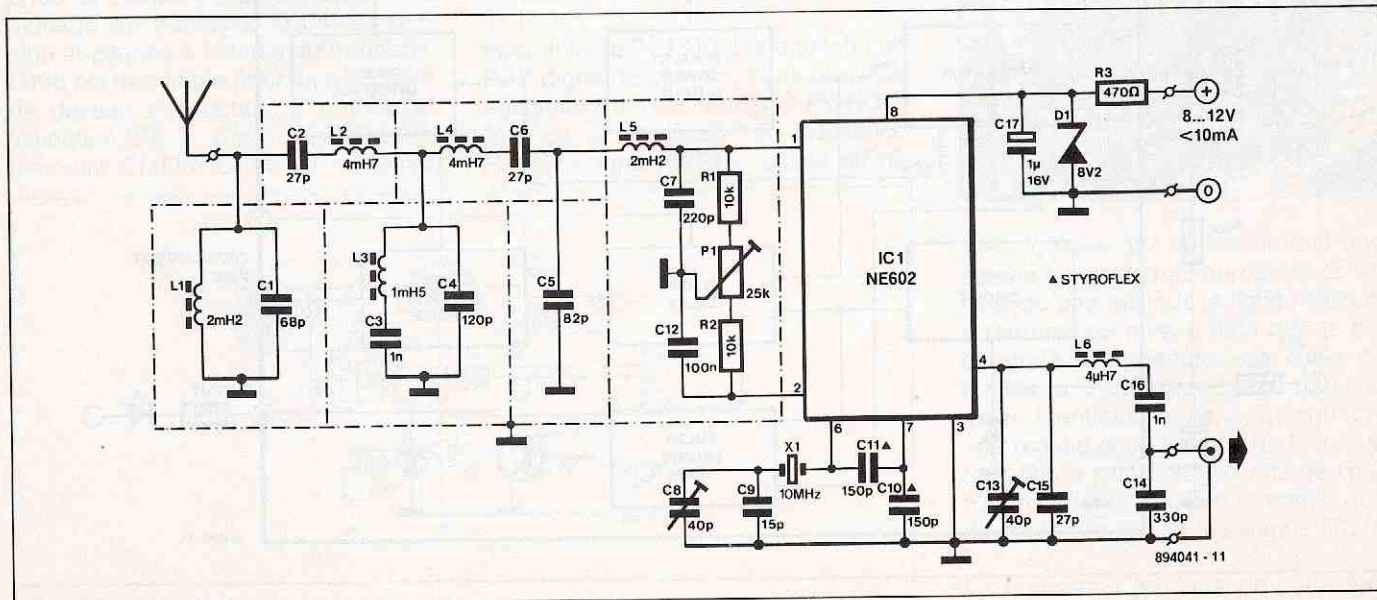 C2
27p
L2
4mH7
L4
4mH7
C6
27p
L5
2mH2
C7
220p
R1
10k
P1
25k
C12
100n
R2
10k
L1
2mH2
C1
68p
L3
1mH5
C3
1n
C4
120p
C5
82p
1
2
8
IC1
NE602
4
6
7
3
C17
1µ
16V
D1
8V2
R3
470Ω
+
8...12V
<10mA
0
▲ STYROFLEX
L6
4µH7
C16
1n
X1
10MHz
C11▲
150p
C10▲
150p
C8
40p
C9
15p
C13
40p
C15
27p
C14
330p
894041 - 11